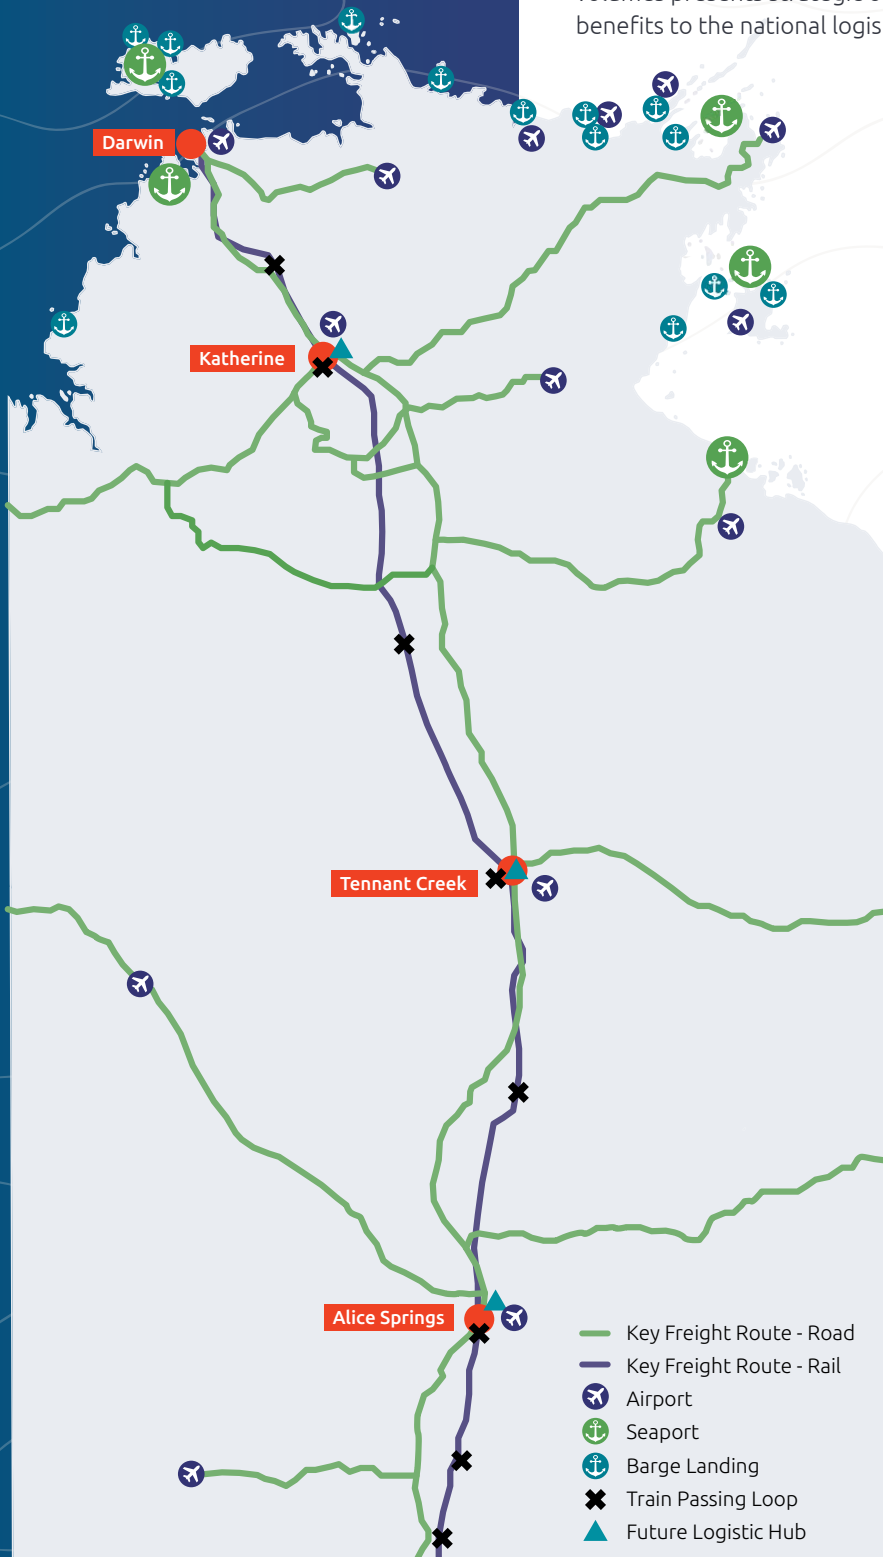 benefits to the national logis
Darwin
Katherine
Tennant Creek
Alice Springs
Key Freight Route - Road
Key Freight Route - Rail
Airport
Seaport
Barge Landing
Train Passing Loop
Future Logistic Hub